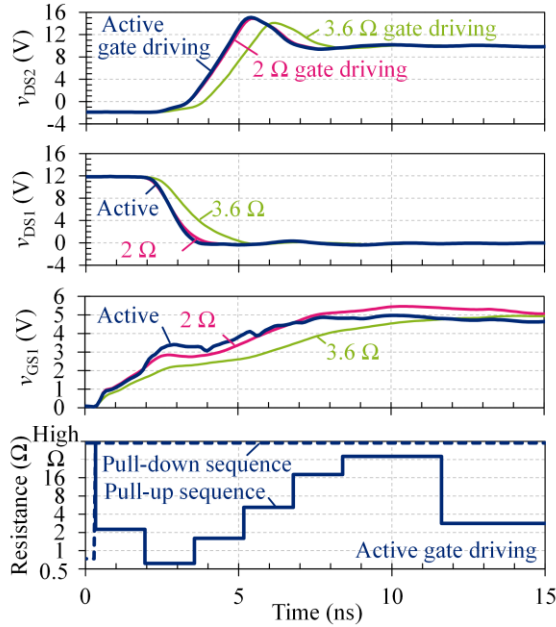 16
12
8
4
0
-4
vDS2 (V)
Active
gate driving
3.6 Ω gate driving
2 Ω gate driving
16
12
8
4
0
-4
vDS1 (V)
Active
2 Ω
3.6 Ω
6
5
4
3
2
1
0
vGS1 (V)
Active
2 Ω
3.6 Ω
High
Ω
16
8
4
2
1
0.5
Resistance (Ω)
Pull-down sequence
Pull-up sequence
Active gate driving
0
5
10
15
Time (ns)